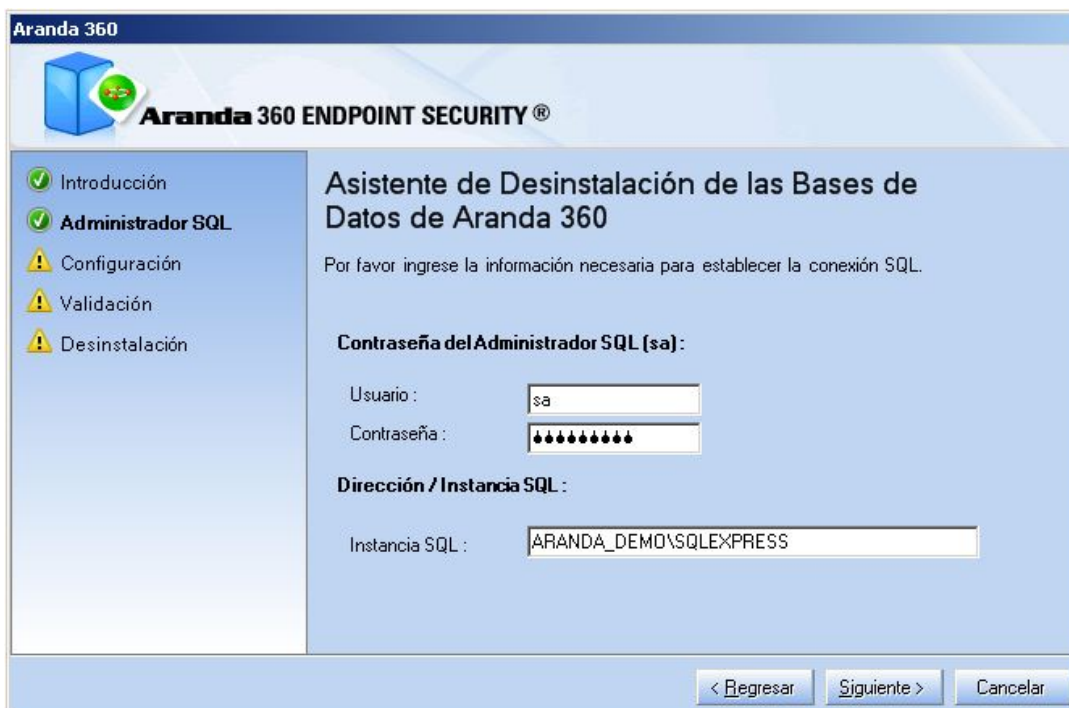 Aranda 360
Aranda 360 ENDPOINT SECURITY ®
Introducción
Administrador SQL
Configuración
Validación
Desinstalación
Asistente de Desinstalación de las Bases de
Datos de Aranda 360
Por favor ingrese la información necesaria para establecer la conexión SQL.
Contraseña del Administrador SQL (sa) :
Usuario :
sa
Contraseña :
Dirección / Instancia SQL :
Instancia SQL :
ARANDA_DEMO\SQLEXPRESS
< Regresar
Siguiente >
Cancelar